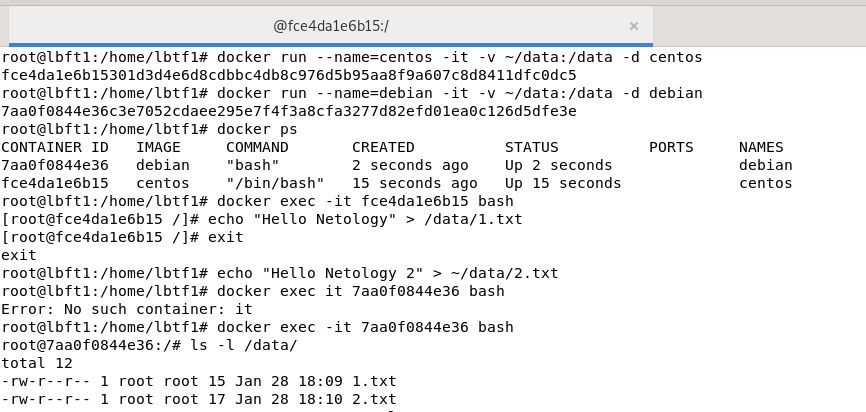 @fce4da1e6b15:/ ×
root@lbft1:/home/lbtf1# docker run --name=centos -it -v ~/data:/data -d centos
fce4da1e6b15301d3d4e6d8cdbbc4db8c976d5b95aa8f9a607c8d8411dfc0dc5
root@lbft1:/home/lbtf1# docker run --name=debian -it -v ~/data:/data -d debian
7aa0f0844e36c3e7052cdaee295e7f4f3a8cfa3277d82efd01ea0c126d5dfe3e
root@lbft1:/home/lbtf1# docker ps
CONTAINER ID   IMAGE     COMMAND       CREATED          STATUS          PORTS     NAMES
7aa0f0844e36   debian    "bash"        2 seconds ago    Up 2 seconds              debian
fce4da1e6b15   centos    "/bin/bash"   15 seconds ago   Up 15 seconds             centos
root@lbft1:/home/lbtf1# docker exec -it fce4da1e6b15 bash
[root@fce4da1e6b15 /]# echo "Hello Netology" > /data/1.txt
[root@fce4da1e6b15 /]# exit
exit
root@lbft1:/home/lbtf1# echo "Hello Netology 2" > ~/data/2.txt
root@lbft1:/home/lbtf1# docker exec it 7aa0f0844e36 bash
Error: No such container: it
root@lbft1:/home/lbtf1# docker exec -it 7aa0f0844e36 bash
root@7aa0f0844e36:/# ls -l /data/
total 12
-rw-r--r-- 1 root root 15 Jan 28 18:09 1.txt
-rw-r--r-- 1 root root 17 Jan 28 18:10 2.txt